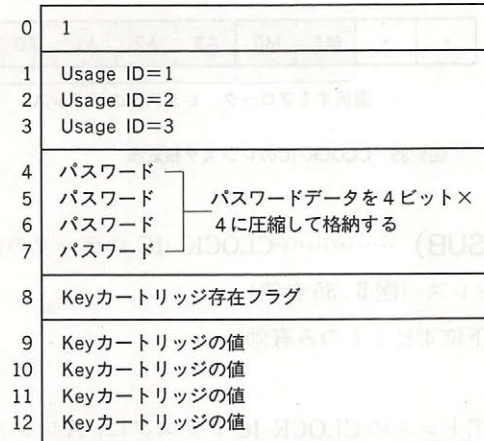 0 1
1 Usage ID=1
2 Usage ID=2
3 Usage ID=3
4 パスワード
5 パスワード パスワードデータを4ビット×
6 パスワード 4に圧縮して格納する
7 パスワード
8 Keyカートリッジ存在フラグ
9 Keyカートリッジの値
10 Keyカートリッジの値
11 Keyカートリッジの値
12 Keyカートリッジの値